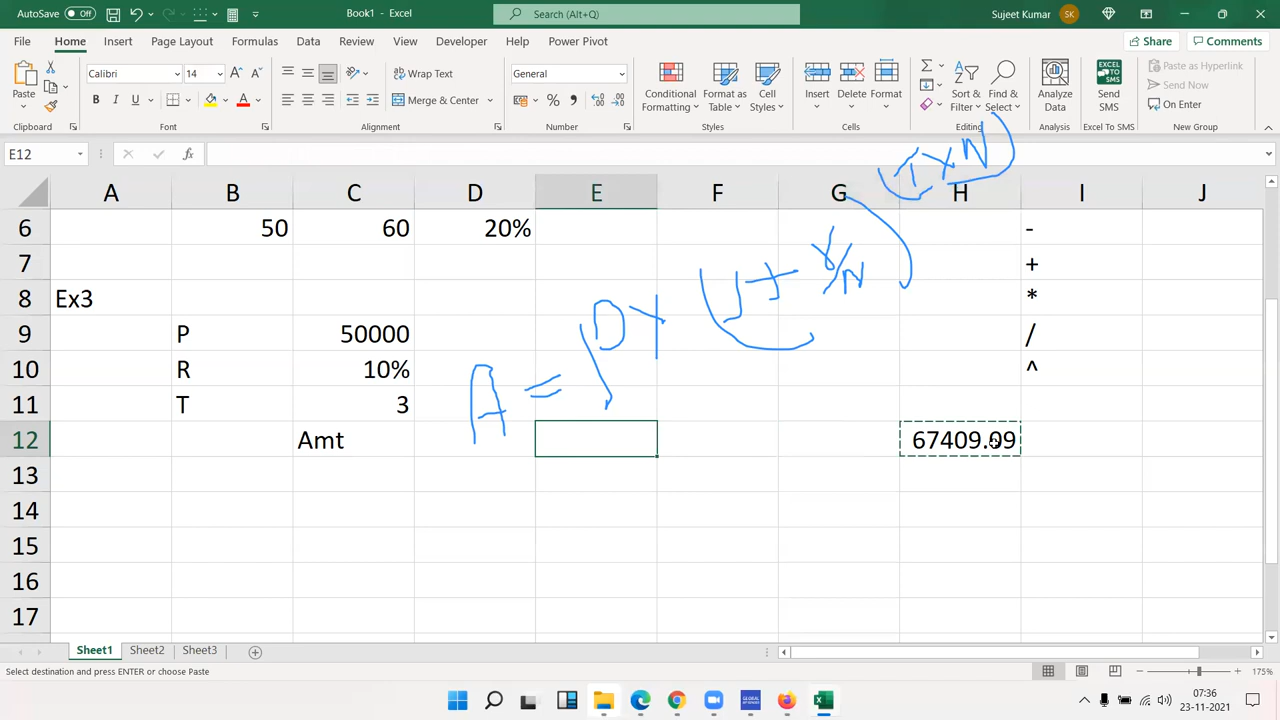 AutoSave Off Book1 - Excel Search (Alt+Q) Sujeet Kumar SK
File Home Insert Page Layout Formulas Data Review View Developer Help Power Pivot Share Comments
Calibri 14 A A Wrap Text General Present as Hyperlink
Paste B I U Merge & Center % Conditional Formatting Format as Table Cell Styles Insert Delete Format Sort & Filter Find & Select Analyze Data Send SMS Send Now
On Enter
Clipboard Font Alignment Number Styles Cells Editing Analysis Excel To SMS New Group
E12 fx
(T×N)
A B C D E F G H I J
6 50 60 20% -
7 +
8 Ex3 *
9 P 50000 /
10 R 10% ^
11 T 3
A = P × (1 + r/N)
12 Amt 67409.09
13
14
15
16
17
Sheet1 Sheet2 Sheet3
Select destination and press ENTER or choose Paste 175%
07:36
23-11-2021